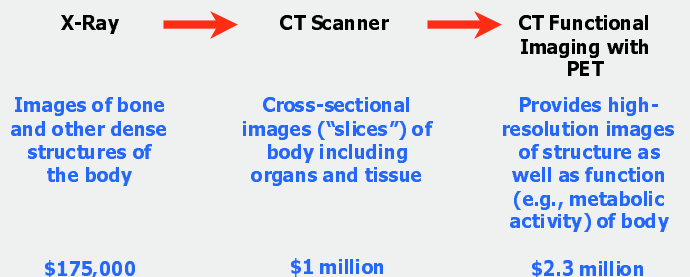 X-Ray
CT Scanner
CT Functional
Imaging with
PET
Images of bone
and other dense
structures of
the body
Cross-sectional
images (“slices”) of
body including
organs and tissue
Provides high-
resolution images
of structure as
well as function
(e.g., metabolic
activity) of body
$175,000
$1 million
$2.3 million